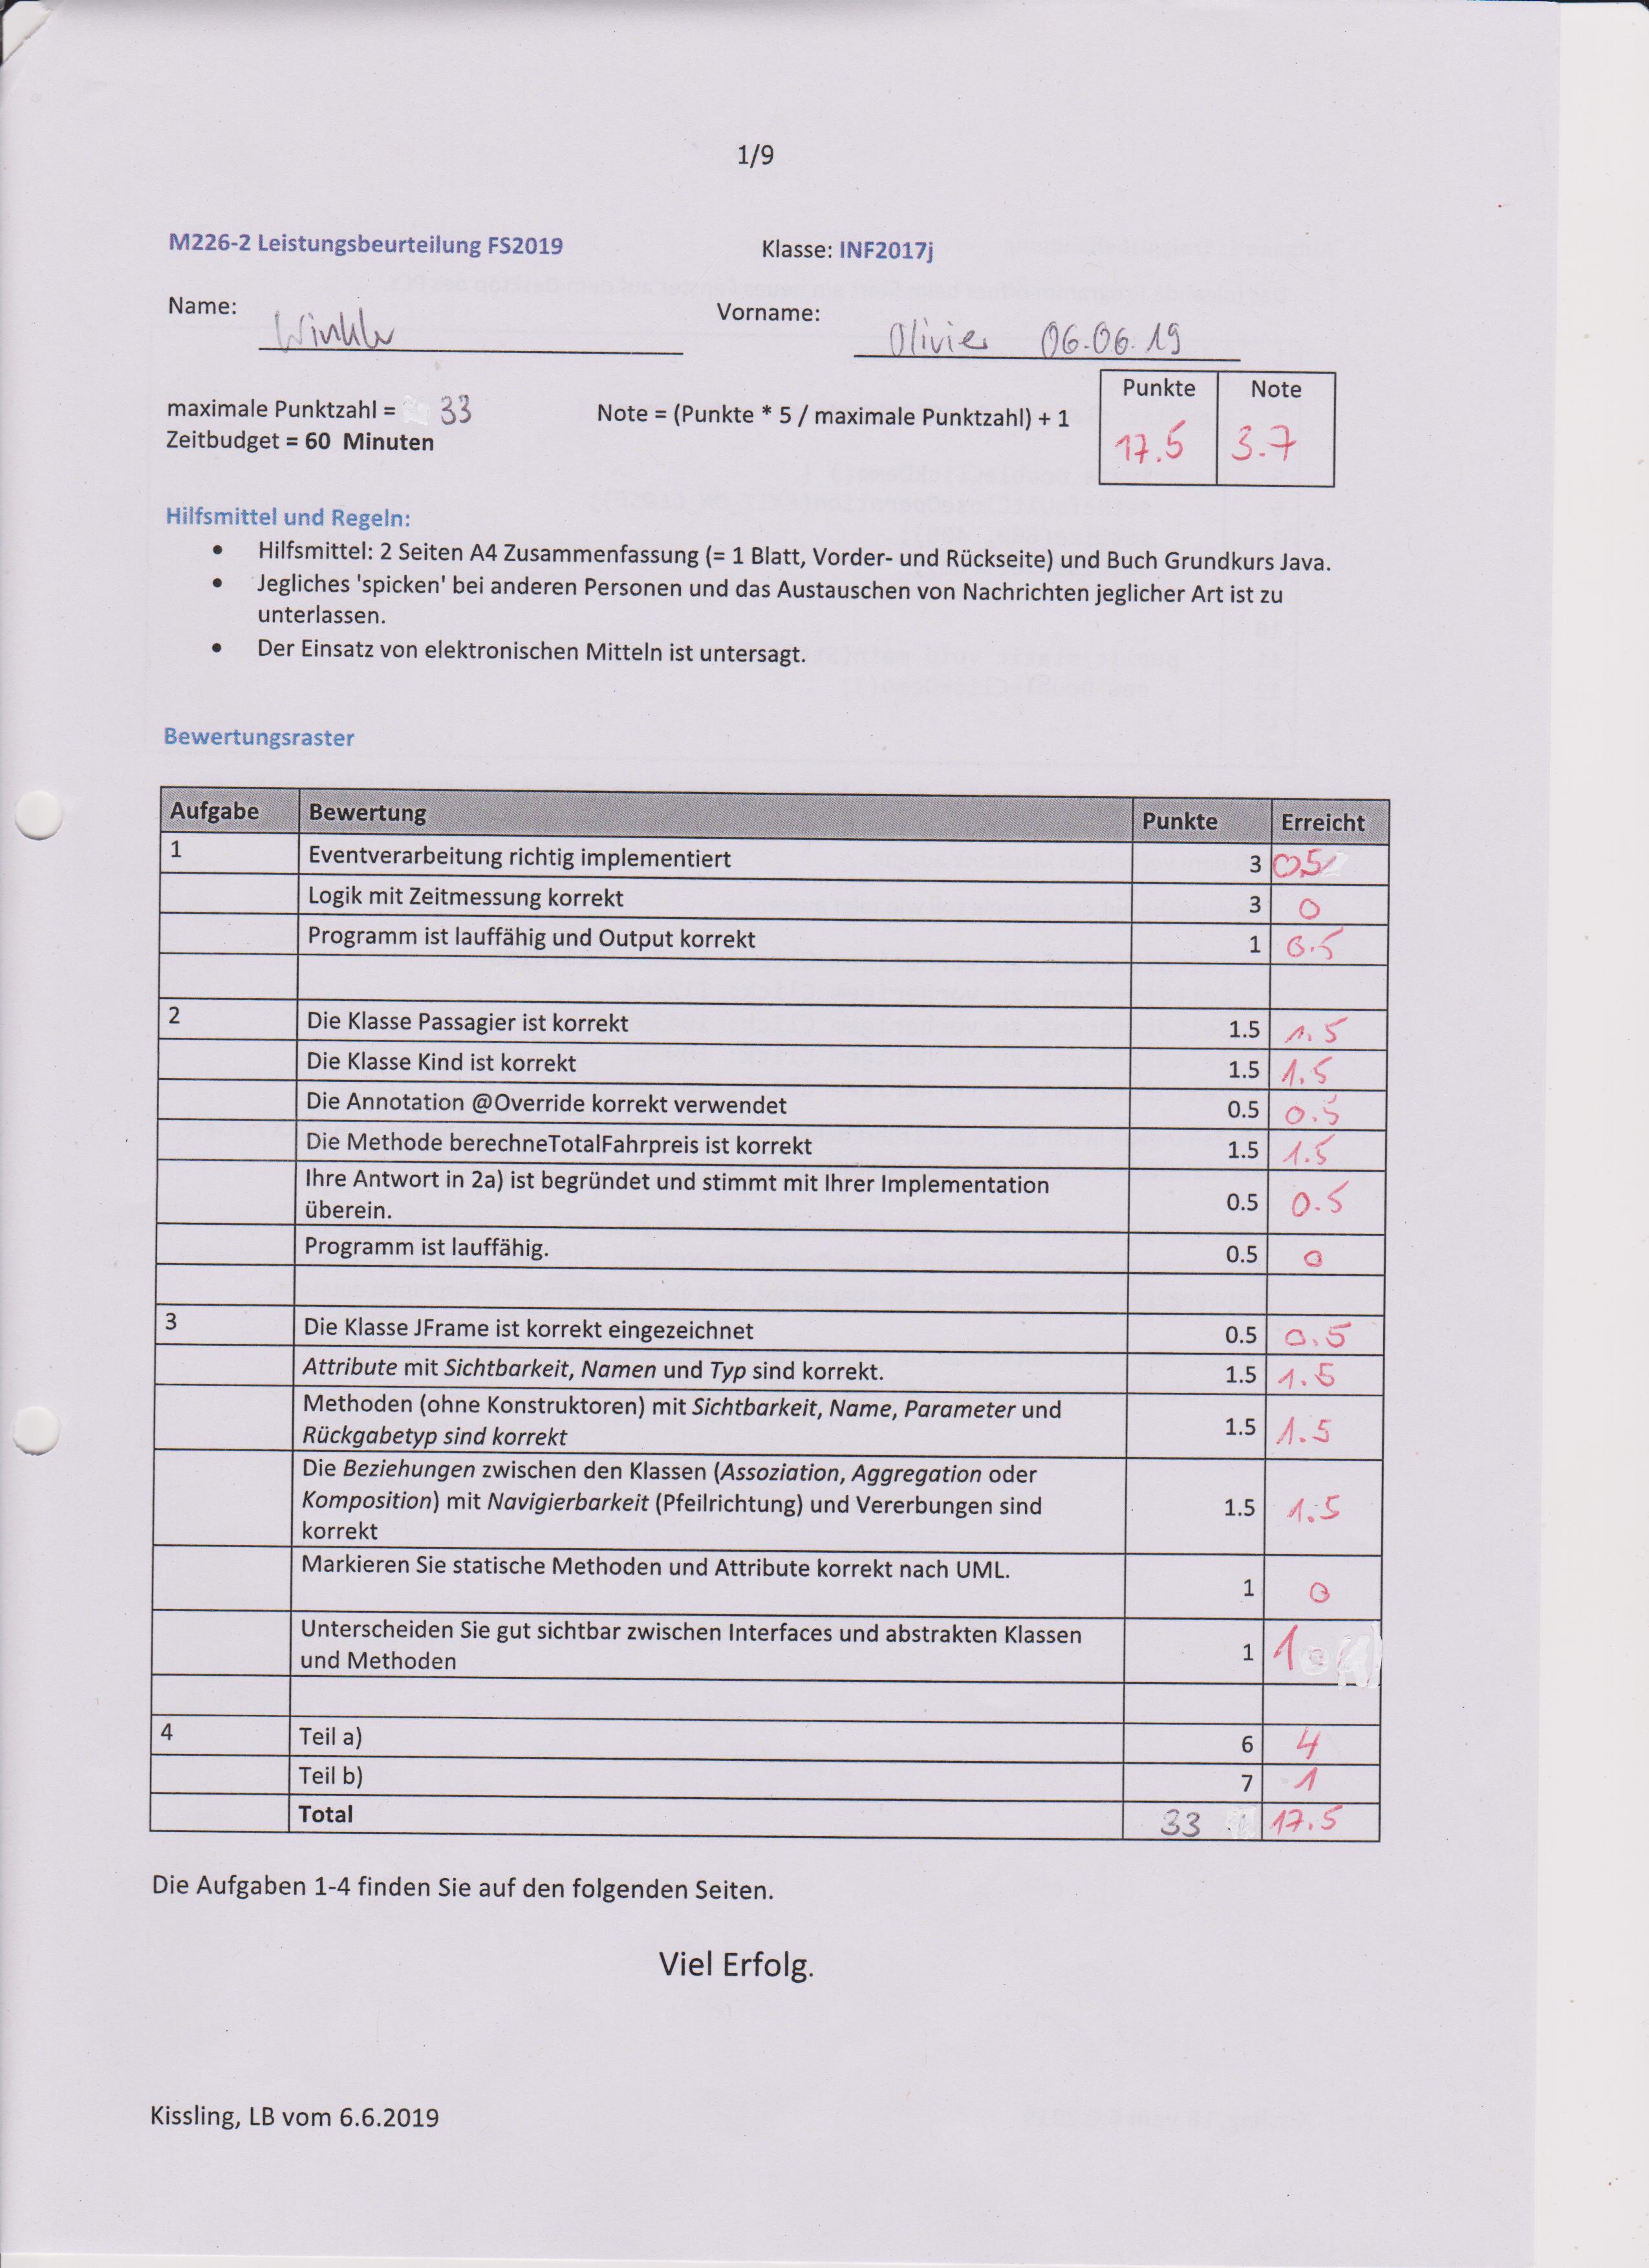 1/9
M226-2 Leistungsbeurteilung FS2019 Klasse: INF2017j
Name: Winkler Vorname: Olivier 06.06.19
Punkte Note
maximale Punktzahl = 33 Note = (Punkte * 5 / maximale Punktzahl) + 1
17.5 3.7
Zeitbudget = 60 Minuten
Hilfsmittel und Regeln:
• Hilfsmittel: 2 Seiten A4 Zusammenfassung (= 1 Blatt, Vorder- und Rückseite) und Buch Grundkurs Java.
• Jegliches 'spicken' bei anderen Personen und das Austauschen von Nachrichten jeglicher Art ist zu
unterlassen.
• Der Einsatz von elektronischen Mitteln ist untersagt.
Bewertungsraster
Aufgabe Bewertung Punkte Erreicht
1 Eventverarbeitung richtig implementiert 3 0.5
Logik mit Zeitmessung korrekt 3 0
Programm ist lauffähig und Output korrekt 1 0.5
2 Die Klasse Passagier ist korrekt 1.5 1.5
Die Klasse Kind ist korrekt 1.5 1.5
Die Annotation @Override korrekt verwendet 0.5 0.5
Die Methode berechneTotalFahrpreis ist korrekt 1.5 1.5
Ihre Antwort in 2a) ist begründet und stimmt mit Ihrer Implementation
überein. 0.5 0.5
Programm ist lauffähig. 0.5 0
3 Die Klasse JFrame ist korrekt eingezeichnet 0.5 0.5
Attribute mit Sichtbarkeit, Namen und Typ sind korrekt. 1.5 1.5
Methoden (ohne Konstruktoren) mit Sichtbarkeit, Name, Parameter und
Rückgabetyp sind korrekt 1.5 1.5
Die Beziehungen zwischen den Klassen (Assoziation, Aggregation oder
Komposition) mit Navigierbarkeit (Pfeilrichtung) und Vererbungen sind
korrekt 1.5 1.5
Markieren Sie statische Methoden und Attribute korrekt nach UML. 1 0
Unterscheiden Sie gut sichtbar zwischen Interfaces und abstrakten Klassen
und Methoden 1 1
4 Teil a) 6 4
Teil b) 7 1
Total 33 17.5
Die Aufgaben 1-4 finden Sie auf den folgenden Seiten.
Viel Erfolg.
Kissling, LB vom 6.6.2019